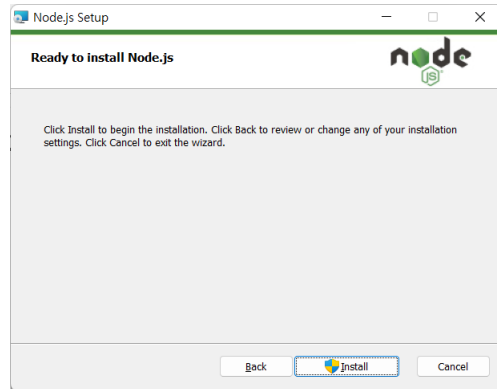 Node.js Setup
Ready to install Node.js
node
JS
Click Install to begin the installation. Click Back to review or change any of your installation
settings. Click Cancel to exit the wizard.
Back
Install
Cancel